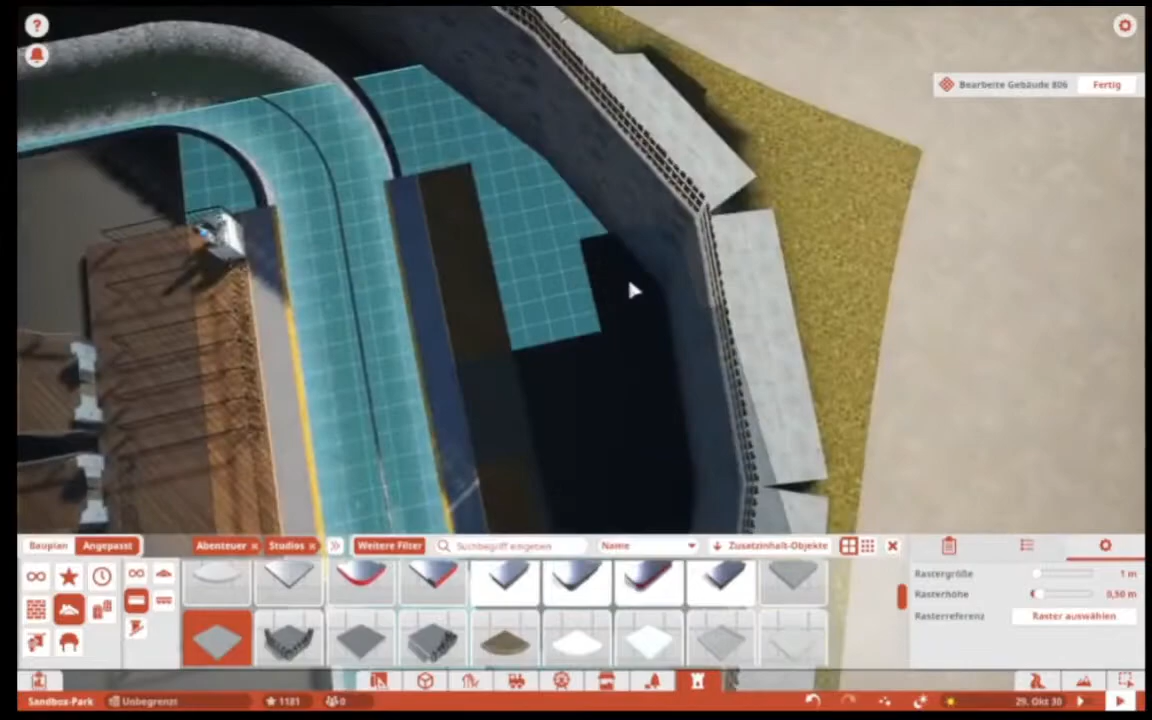 ?
Bearbeite Gebäude 806 Fertig
Bauplan Angepasst Abenteuer × Studios × Weitere Filter Suchbegriff eingeben Name Zusatzinhalt-Objekte
Rastergröße 1 m
Rasterhöhe 0,50 m
Rasterreferenz Raster auswählen
Sandbox-Park Unbegrenzt 1181 0 29. Okt 30